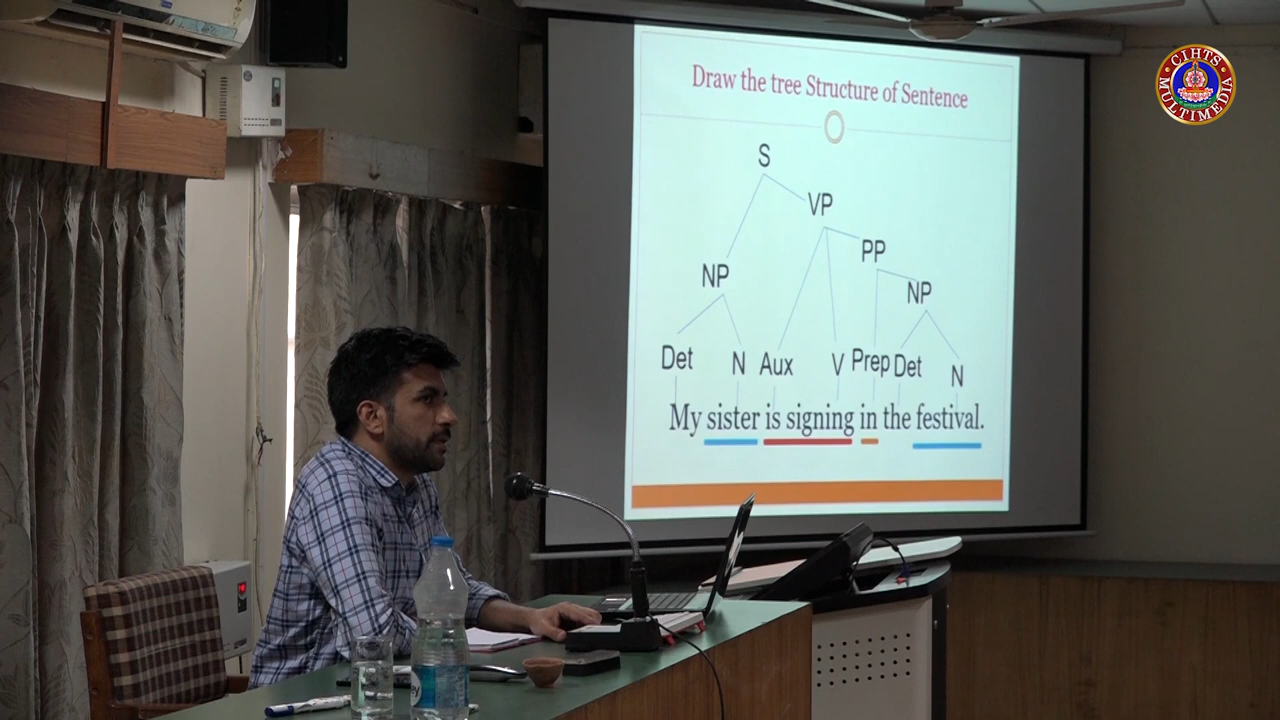 CIHTS
MULTIMEDIA
Draw the tree Structure of Sentence
S
VP
PP
NP
NP
Det N Aux V Prep Det N
My sister is signing in the festival.